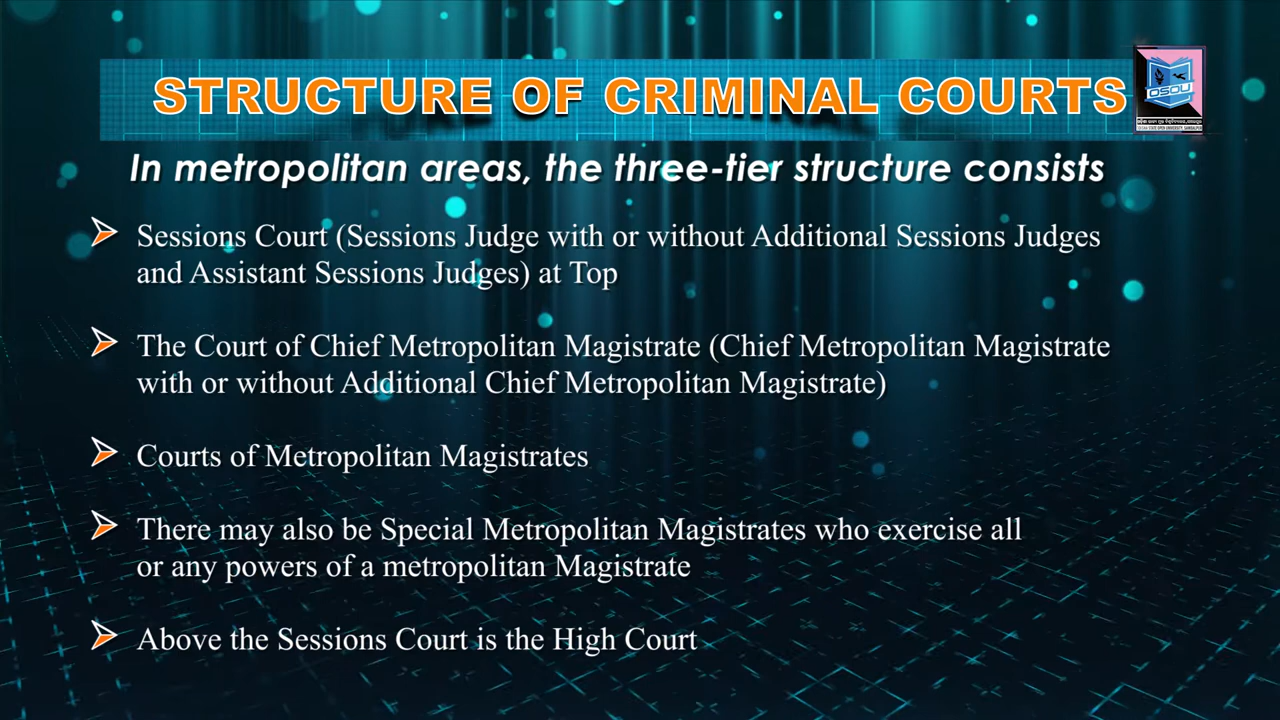 STRUCTURE OF CRIMINAL COURTS
OSOU
In metropolitan areas, the three-tier structure consists
Sessions Court (Sessions Judge with or without Additional Sessions Judges
and Assistant Sessions Judges) at Top
The Court of Chief Metropolitan Magistrate (Chief Metropolitan Magistrate
with or without Additional Chief Metropolitan Magistrate)
Courts of Metropolitan Magistrates
There may also be Special Metropolitan Magistrates who exercise all
or any powers of a metropolitan Magistrate
Above the Sessions Court is the High Court